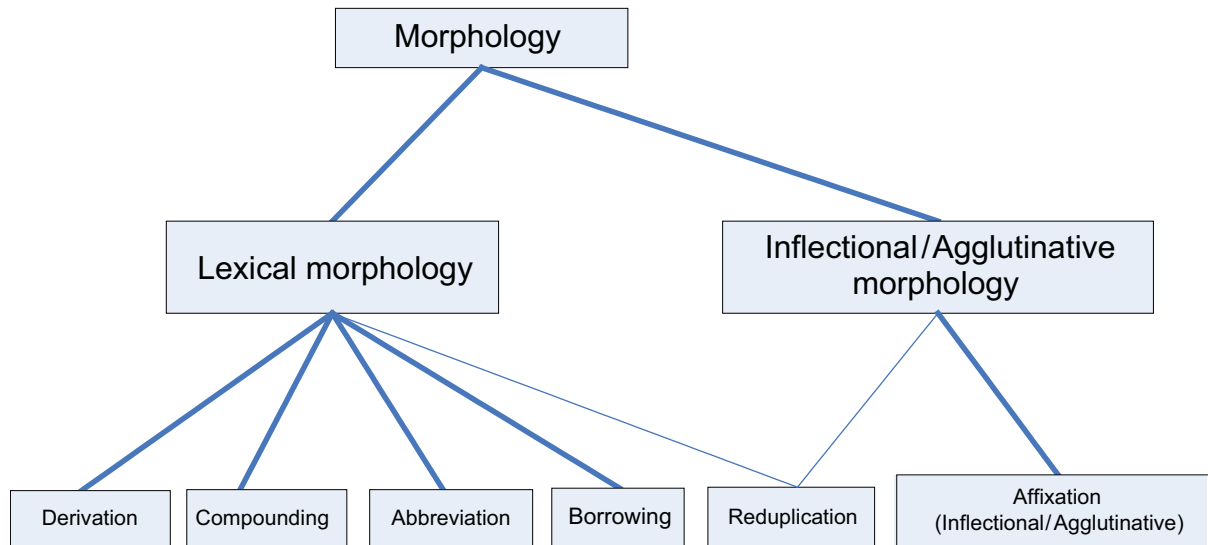 Morphology
Lexical morphology
Inflectional/Agglutinative
morphology
Derivation
Compounding
Abbreviation
Borrowing
Reduplication
Affixation
(Inflectional/Agglutinative)